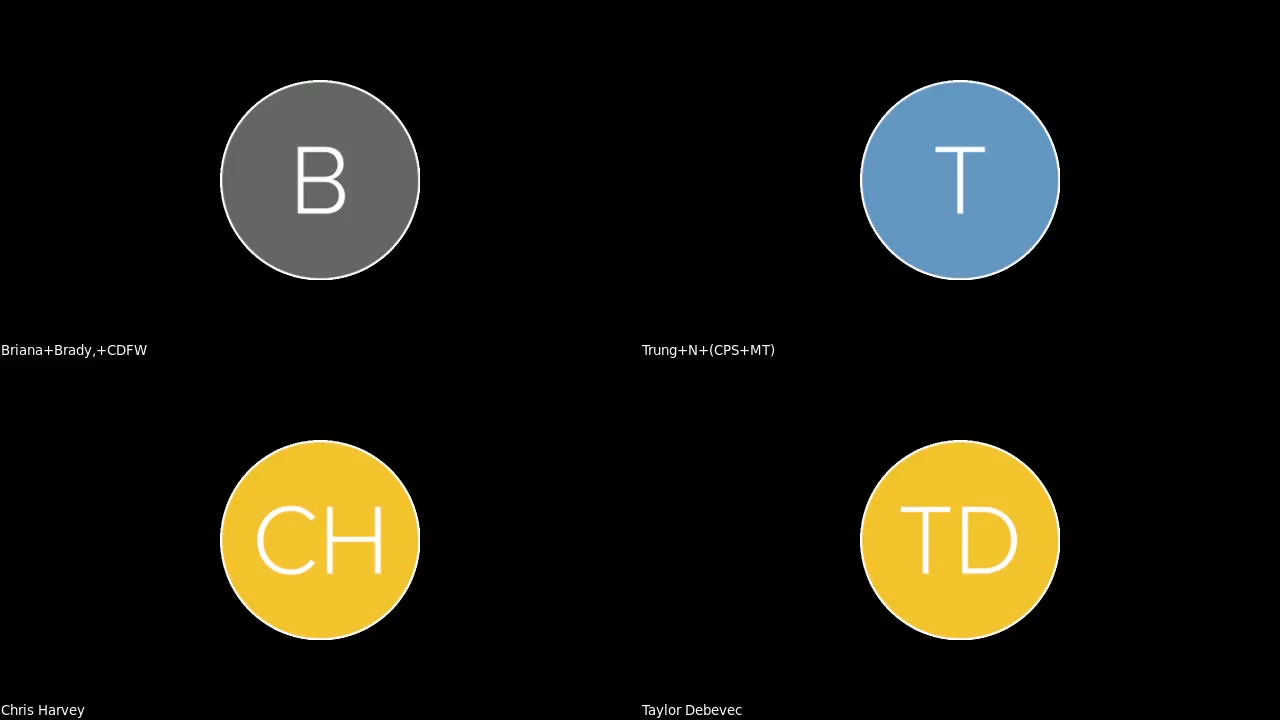 B
T
Briana+Brady,+CDFW
Trung+N+(CPS+MT)
CH
TD
Chris Harvey
Taylor Debevec